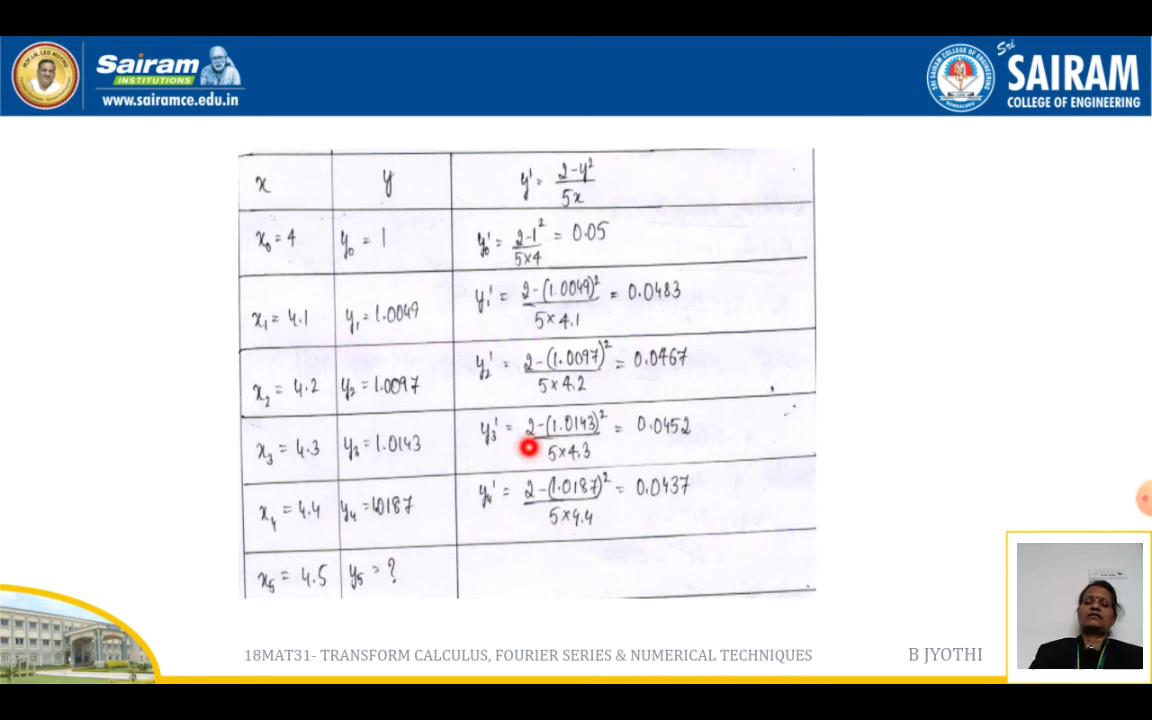 Sairam
INSTITUTIONS
www.sairamce.edu.in
Sri
SAIRAM
COLLEGE OF ENGINEERING
x y y' = 2-y² / 5x
x₀ = 4 y₀ = 1 y₀' = 2-1² / 5×4 = 0.05
x₁ = 4.1 y₁ = 1.0049 y₁' = 2-(1.0049)² / 5×4.1 = 0.0483
x₂ = 4.2 y₂ = 1.0097 y₂' = 2-(1.0097)² / 5×4.2 = 0.0467
x₃ = 4.3 y₃ = 1.0143 y₃' = 2-(1.0143)² / 5×4.3 = 0.0452
x₄ = 4.4 y₄ = 1.0187 y₄' = 2-(1.0187)² / 5×4.4 = 0.0437
x₅ = 4.5 y₅ = ?
18MAT31- TRANSFORM CALCULUS, FOURIER SERIES & NUMERICAL TECHNIQUES B JYOTHI